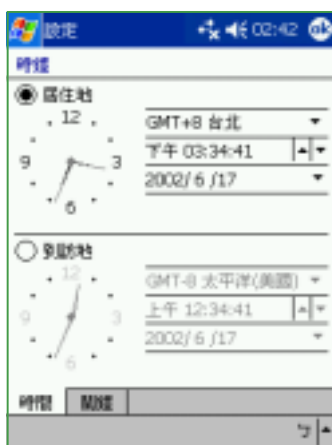 設定 02:42 ok
時鐘
居住地
12
9
3
6
GMT+8 台北
下午 03:34:41
2002/ 6 /17
到訪地
12
9
3
6
GMT-8 太平洋(美國)
上午 12:34:41
2002/ 6 /17
時間 鬧鐘
ㄅ